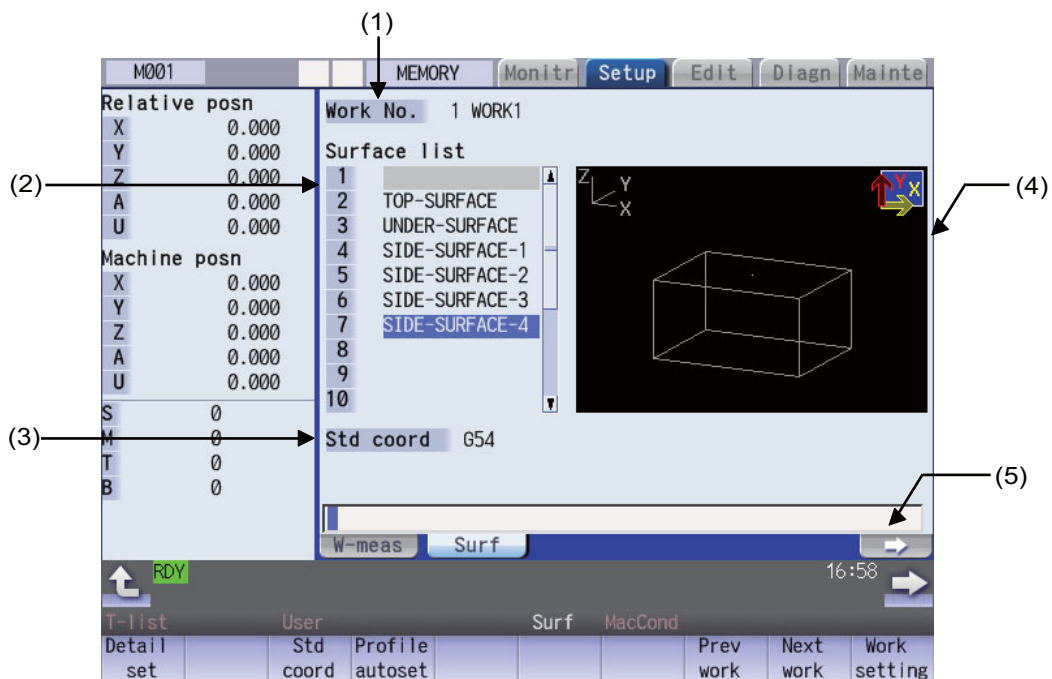 (1)
M001 MEMORY Monitr Setup Edit Diagn Mainte
Relative posn
X 0.000
Y 0.000
Z 0.000
A 0.000
U 0.000
Machine posn
X 0.000
Y 0.000
Z 0.000
A 0.000
U 0.000
S 0
M 0
T 0
B 0
Work No. 1 WORK1
Surface list
1
2 TOP-SURFACE
3 UNDER-SURFACE
4 SIDE-SURFACE-1
5 SIDE-SURFACE-2
6 SIDE-SURFACE-3
7 SIDE-SURFACE-4
8
9
10
Z Y X
Y X
(2)
(4)
(3)
Std coord G54
(5)
W-meas Surf
RDY 16:58
T-list User Surf MacCond
Detail set
Std coord
Profile autoset
Prev work
Next work
Work setting